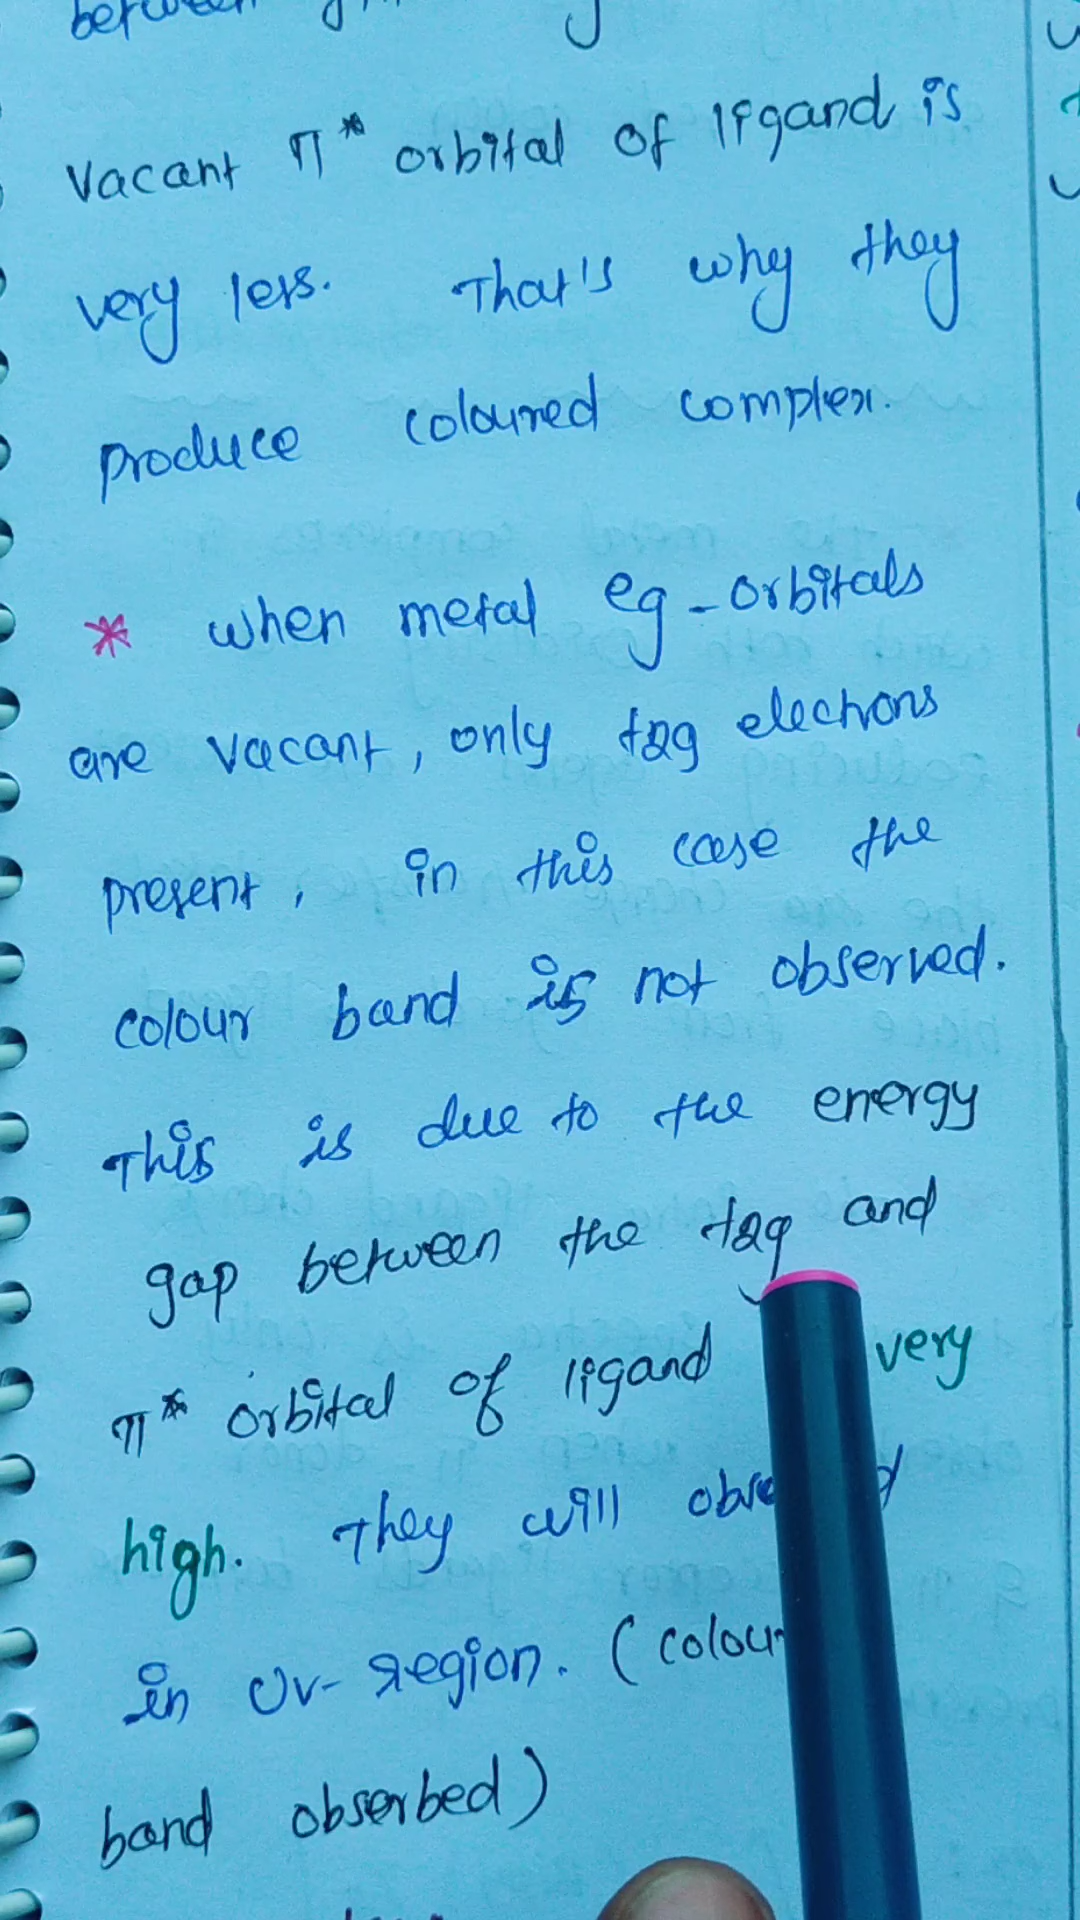 between
vacant π* orbital of ligand is
very less. That's why they
produce coloured complex.
* when metal eg-orbitals
are vacant, only t2g electrons
present, in this case the
colour band is not observed.
This is due to the energy
gap between the t2g and
π* orbital of ligand very
high. They will
in UV-region. (colour
band obserbed)